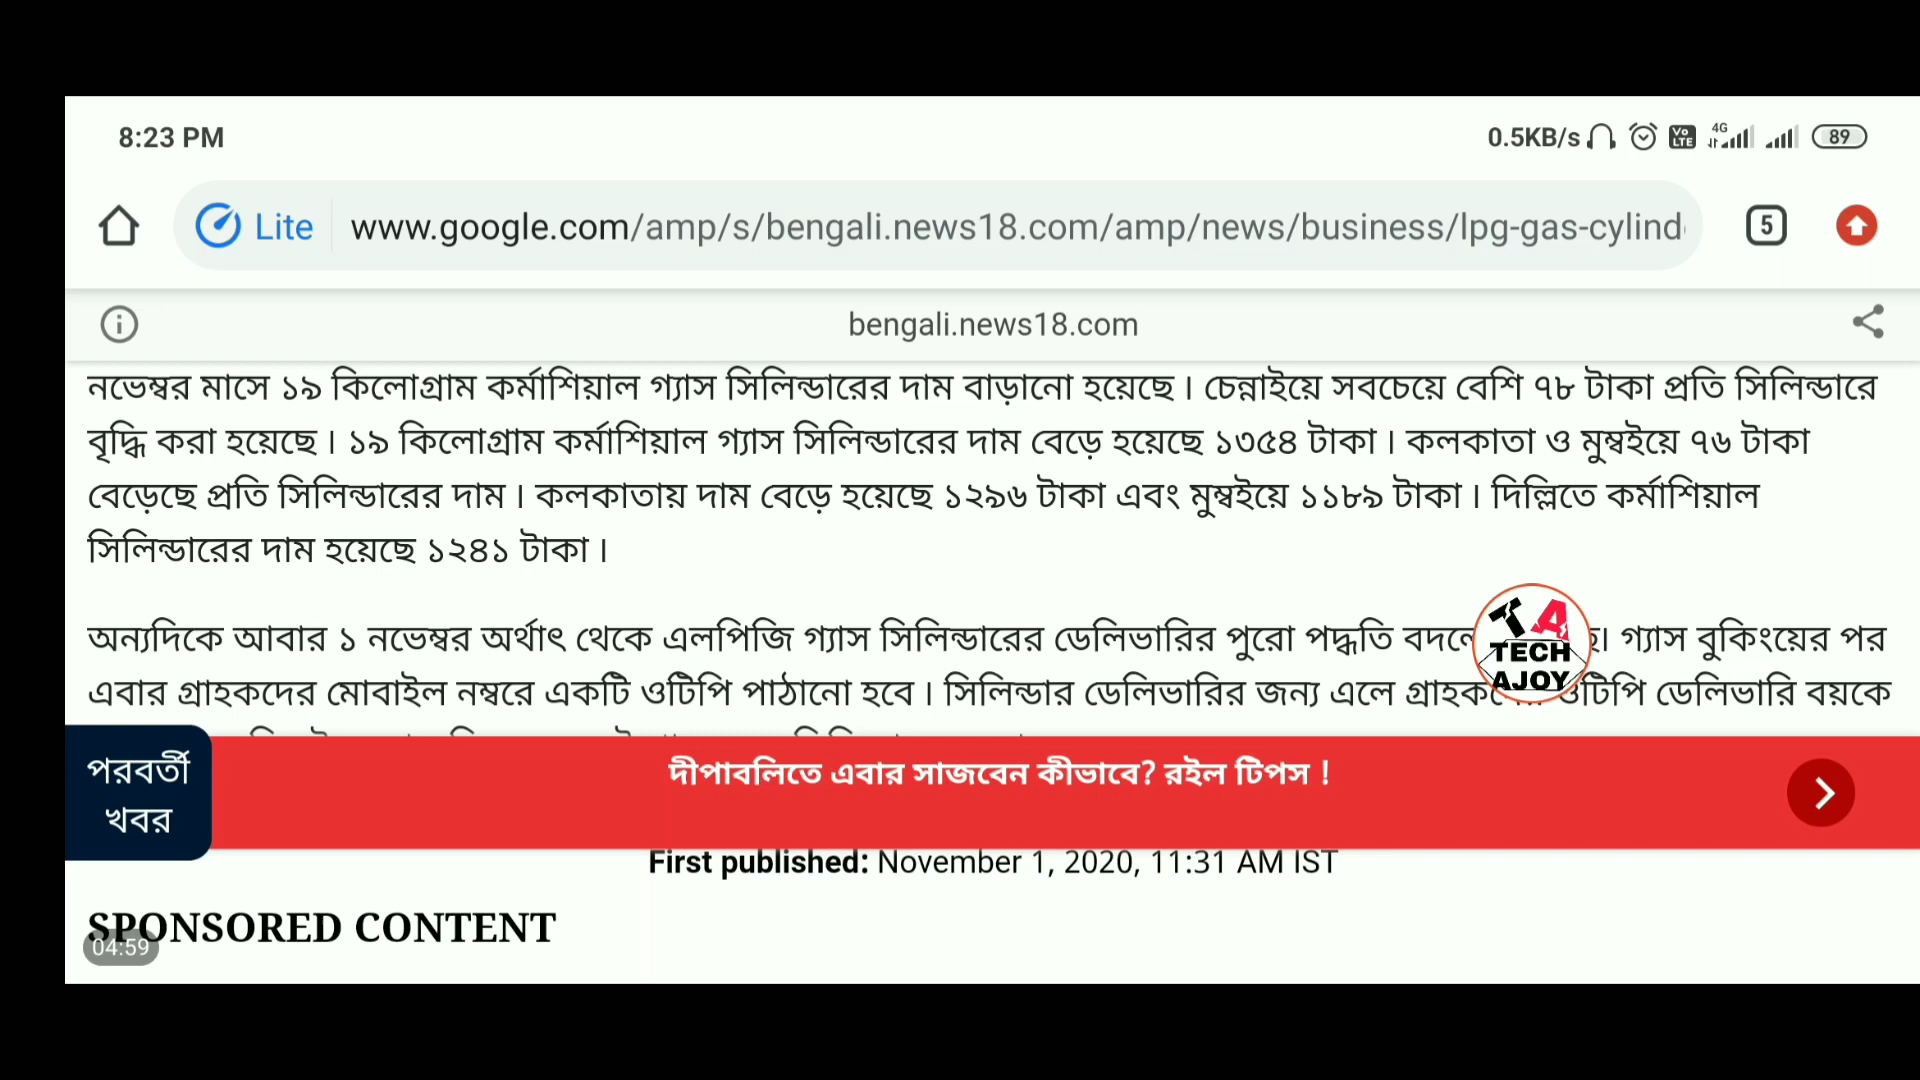 8:23 PM
0.5KB/s
Vo LTE
4G
89
Lite
www.google.com/amp/s/bengali.news18.com/amp/news/business/lpg-gas-cylind
5
bengali.news18.com
নভেম্বর মাসে ১৯ কিলোগ্রাম কর্মাশিয়াল গ্যাস সিলিন্ডারের দাম বাড়ানো হয়েছে । চেন্নাইয়ে সবচেয়ে বেশি ৭৮ টাকা প্রতি সিলিন্ডারে
বৃদ্ধি করা হয়েছে । ১৯ কিলোগ্রাম কর্মাশিয়াল গ্যাস সিলিন্ডারের দাম বেড়ে হয়েছে ১৩৫৪ টাকা । কলকাতা ও মুম্বইয়ে ৭৬ টাকা
বেড়েছে প্রতি সিলিন্ডারের দাম । কলকাতায় দাম বেড়ে হয়েছে ১২৯৬ টাকা এবং মুম্বইয়ে ১১৮৯ টাকা । দিল্লিতে কর্মাশিয়াল
সিলিন্ডারের দাম হয়েছে ১২৪১ টাকা ।
অন্যদিকে আবার ১ নভেম্বর অর্থাৎ থেকে এলপিজি গ্যাস সিলিন্ডারের ডেলিভারির পুরো পদ্ধতি । গ্যাস বুকিংয়ের পর
এবার গ্রাহকদের মোবাইল নম্বরে একটি ওটিপি পাঠানো হবে । সিলিন্ডার ডেলিভারির জন্য এলে ওটিপি ডেলিভারি বয়কে
TA
TECH
AJOY
পরবর্তী
খবর
দীপাবলিতে এবার সাজবেন কীভাবে? রইল টিপস !
First published: November 1, 2020, 11:31 AM IST
SPONSORED CONTENT
04:59